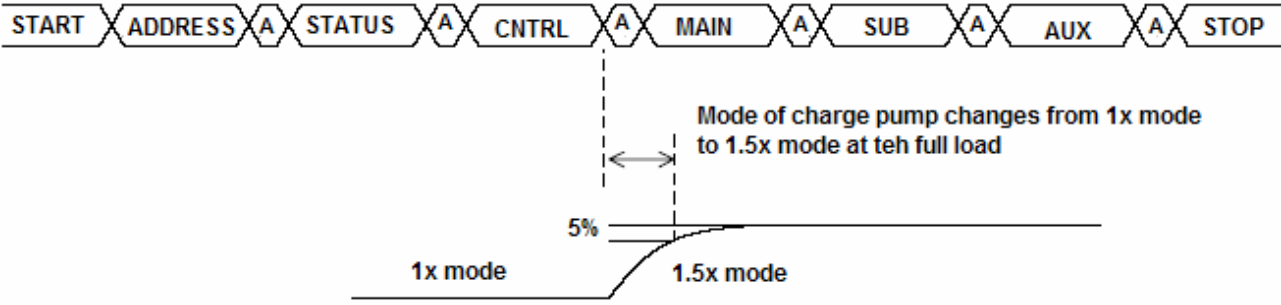 START ADDRESS A STATUS A CNTRL A MAIN A SUB A AUX A STOP
Mode of charge pump changes from 1x mode
to 1.5x mode at teh full load
5%
1x mode 1.5x mode